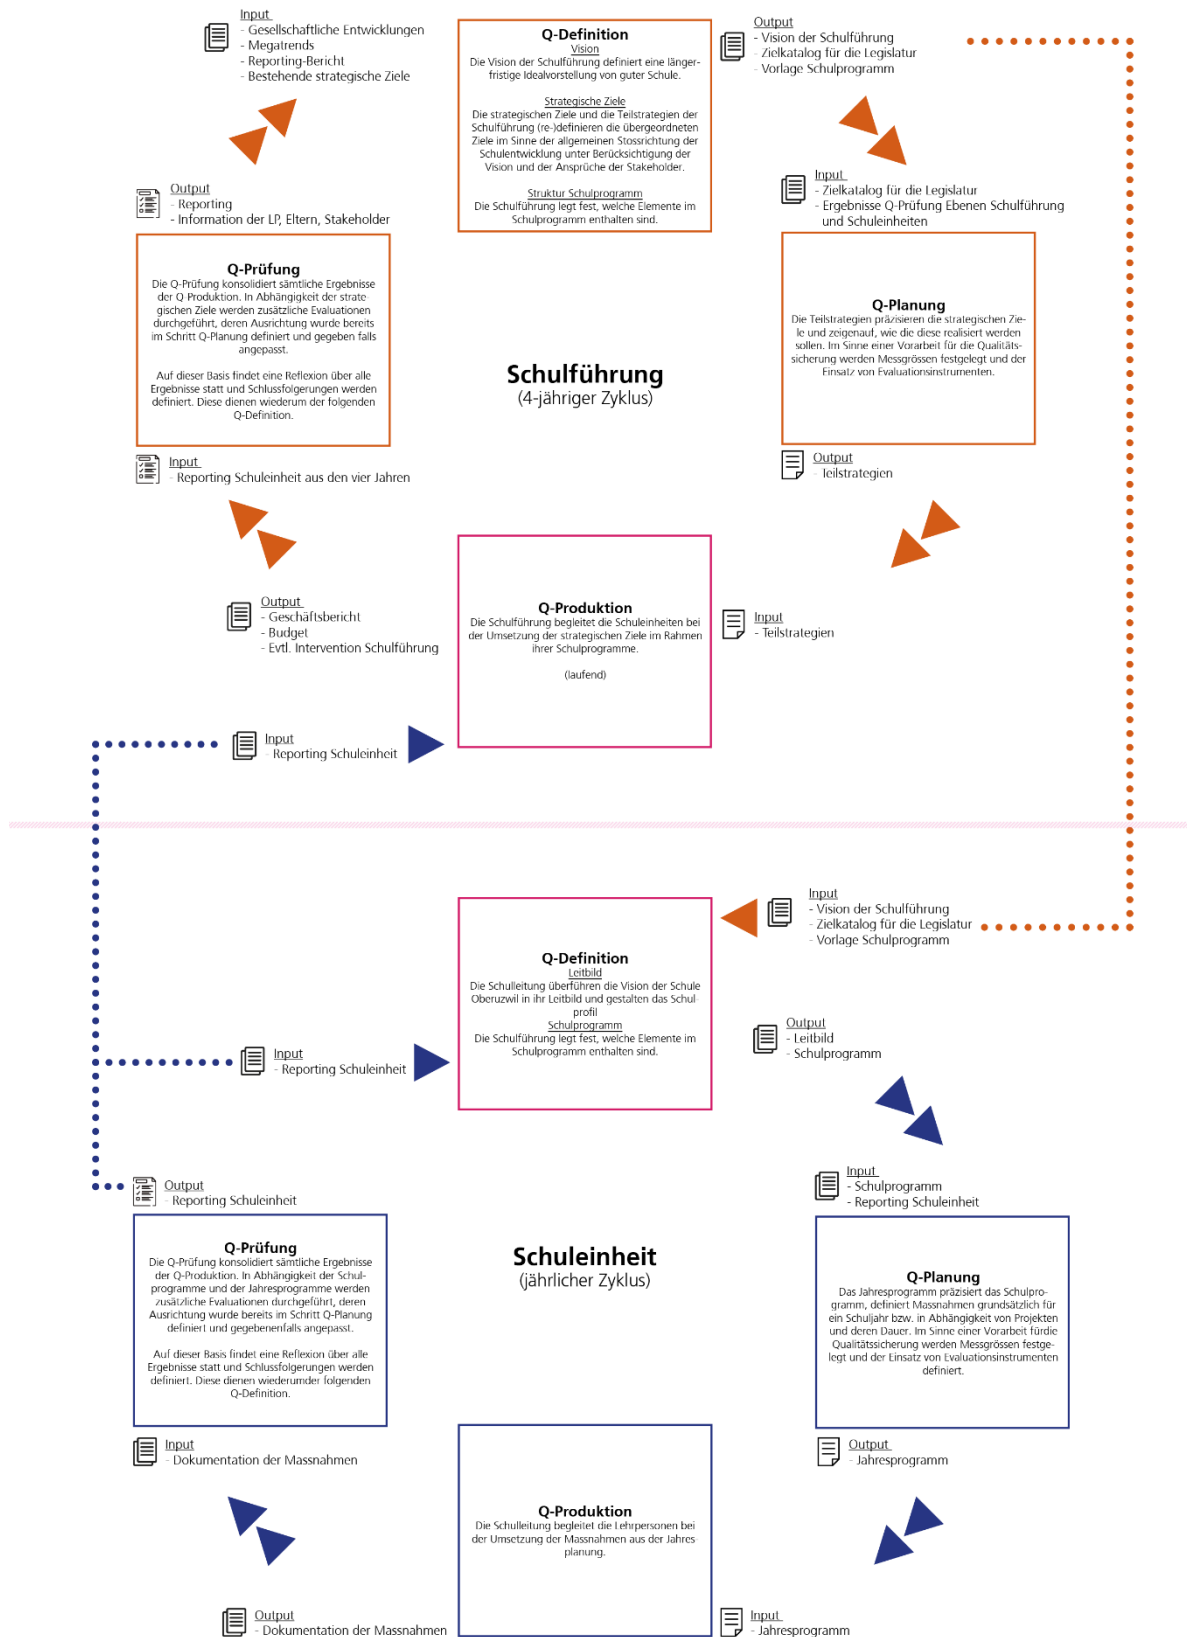 Input
- Gesellschaftliche Entwicklungen
- Megatrends
- Reporting-Bericht
- Bestehende strategische Ziele
Q-Definition
Vision
Die Vision der Schulführung definiert eine länger-
fristige Idealvorstellung von guter Schule.
Strategische Ziele
Die strategischen Ziele und die Teilstrategien der
Schulführung (re-)definieren die übergeordneten
Ziele im Sinne der allgemeinen Stossrichtung der
Schulentwicklung unter Berücksichtigung der
Vision und der Ansprüche der Stakeholder.
Struktur Schulprogramm
Die Schulführung legt fest, welche Elemente im
Schulprogramm enthalten sind.
Output
- Vision der Schulführung
- Zielkatalog für die Legislatur
- Vorlage Schulprogramm
Output
- Reporting
- Information der LP, Eltern, Stakeholder
Input
- Zielkatalog für die Legislatur
- Ergebnisse Q-Prüfung Ebenen Schulführung
und Schuleinheiten
Q-Prüfung
Die Q-Prüfung konsolidiert sämtliche Ergebnisse
der Q Produktion. In Abhängigkeit der strate-
gischen Ziele werden zusätzliche Evaluationen
durchgeführt, deren Ausrichtung wurde bereits
im Schritt Q-Planung definiert und gegeben falls
angepasst.
Auf dieser Basis findet eine Reflexion über alle
Ergebnisse statt und Schlussfolgerungen werden
definiert. Diese dienen wiederum der folgenden
Q-Definition.
Schulführung
(4-jähriger Zyklus)
Q-Planung
Die Teilstrategien präzisieren die strategischen Zie-
le und zeigenauf, wie die diese realisiert werden
sollen. Im Sinne einer Vorarbeit für die Qualitäts-
sicherung werden Messgrössen festgelegt und der
Einsatz von Evaluationsinstrumenten.
Input
- Reporting Schuleinheit aus den vier Jahren
Output
- Teilstrategien
Output
- Geschäftsbericht
- Budget
- Evtl. Intervention Schulführung
Q-Produktion
Die Schulführung begleitet die Schuleinheiten bei
der Umsetzung der strategischen Ziele im Rahmen
ihrer Schulprogramme.
(laufend)
Input
- Teilstrategien
Input
- Reporting Schuleinheit
Input
- Vision der Schulführung
- Zielkatalog für die Legislatur
- Vorlage Schulprogramm
Q-Definition
Leitbild
Die Schulleitung überführen die Vision der Schule
Oberuzwil in ihr Leitbild und gestalten das Schul-
profil
Schulprogramm
Die Schulführung legt fest, welche Elemente im
Schulprogramm enthalten sind.
Input
- Reporting Schuleinheit
Output
- Leitbild
- Schulprogramm
Output
- Reporting Schuleinheit
Input
- Schulprogramm
- Reporting Schuleinheit
Q-Prüfung
Die Q-Prüfung konsolidiert sämtliche Ergebnisse
der Q-Produktion. In Abhängigkeit der Schul-
programme und der Jahresprogramme werden
zusätzliche Evaluationen durchgeführt, deren
Ausrichtung wurde bereits im Schritt Q-Planung
definiert und gegebenenfalls angepasst.
Auf dieser Basis findet eine Reflexion über alle
Ergebnisse statt und Schlussfolgerungen werden
definiert. Diese dienen wiederumder folgenden
Q-Definition.
Schuleinheit
(jährlicher Zyklus)
Q-Planung
Das Jahresprogramm präzisiert das Schulpro-
gramm, definiert Massnahmen grundsätzlich für
ein Schuljahr bzw. in Abhängigkeit von Projekten
und deren Dauer. Im Sinne einer Vorarbeit fürdie
Qualitätssicherung werden Messgrössen festge-
legt und der Einsatz von Evaluationsinstrumenten
definiert.
Input
- Dokumentation der Massnahmen
Output
- Jahresprogramm
Q-Produktion
Die Schulleitung begleitet die Lehrpersonen bei
der Umsetzung der Massnahmen aus der Jahres-
planung.
Output
- Dokumentation der Massnahmen
Input
- Jahresprogramm